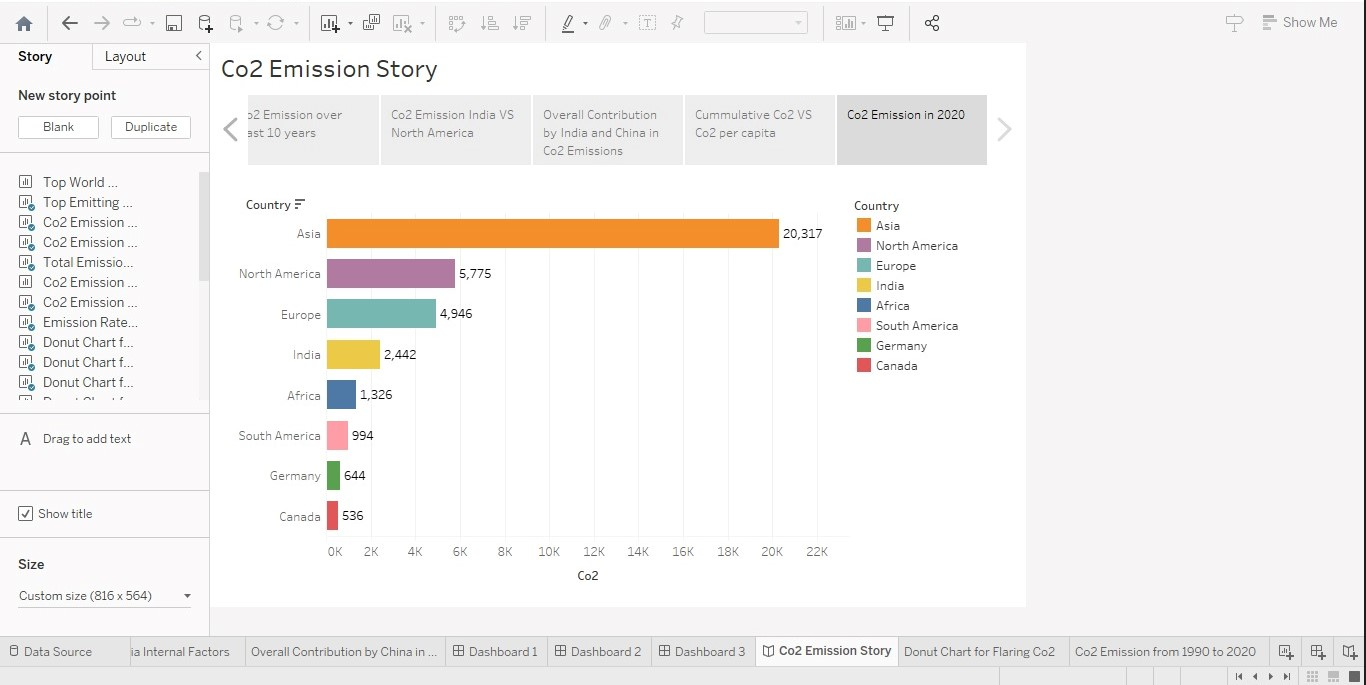 Show Me
Story
Layout
New story point
Blank
Duplicate
Top World ...
Top Emitting ...
Co2 Emission ...
Co2 Emission ...
Total Emissio...
Co2 Emission ...
Co2 Emission ...
Emission Rate...
Donut Chart f...
Donut Chart f...
Donut Chart f...
A Drag to add text
Show title
Size
Custom size (816 x 564)
Co2 Emission Story
o2 Emission over
ast 10 years
Co2 Emission India VS
North America
Overall Contribution
by India and China in
Co2 Emissions
Cummulative Co2 VS
Co2 per capita
Co2 Emission in 2020
Country
Asia 20,317
North America 5,775
Europe 4,946
India 2,442
Africa 1,326
South America 994
Germany 644
Canada 536
0K 2K 4K 6K 8K 10K 12K 14K 16K 18K 20K 22K
Co2
Country
Asia
North America
Europe
India
Africa
South America
Germany
Canada
Data Source
ia Internal Factors
Overall Contribution by China in ...
Dashboard 1
Dashboard 2
Dashboard 3
Co2 Emission Story
Donut Chart for Flaring Co2
Co2 Emission from 1990 to 2020